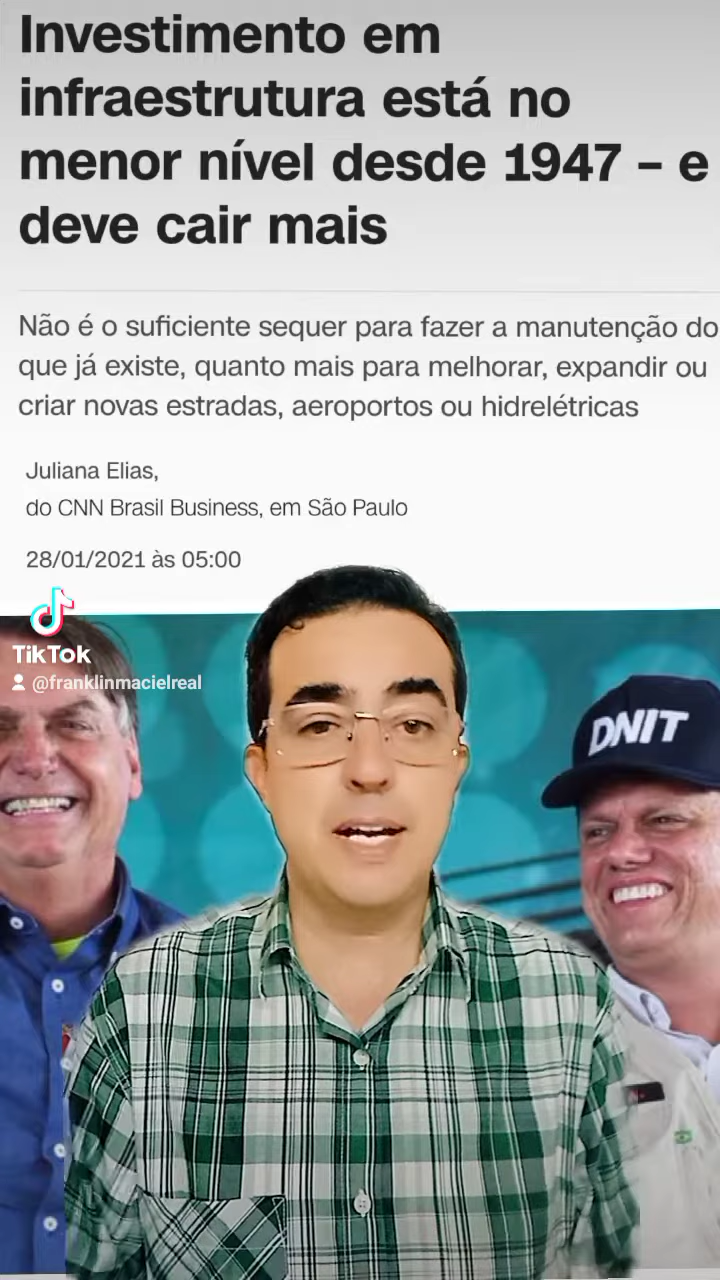 Investimento em
infraestrutura está no
menor nível desde 1947 – e
deve cair mais
Não é o suficiente sequer para fazer a manutenção do
que já existe, quanto mais para melhorar, expandir ou
criar novas estradas, aeroportos ou hidrelétricas
Juliana Elias,
do CNN Brasil Business, em São Paulo
28/01/2021 às 05:00
TikTok
@franklinmacielreal
DNIT